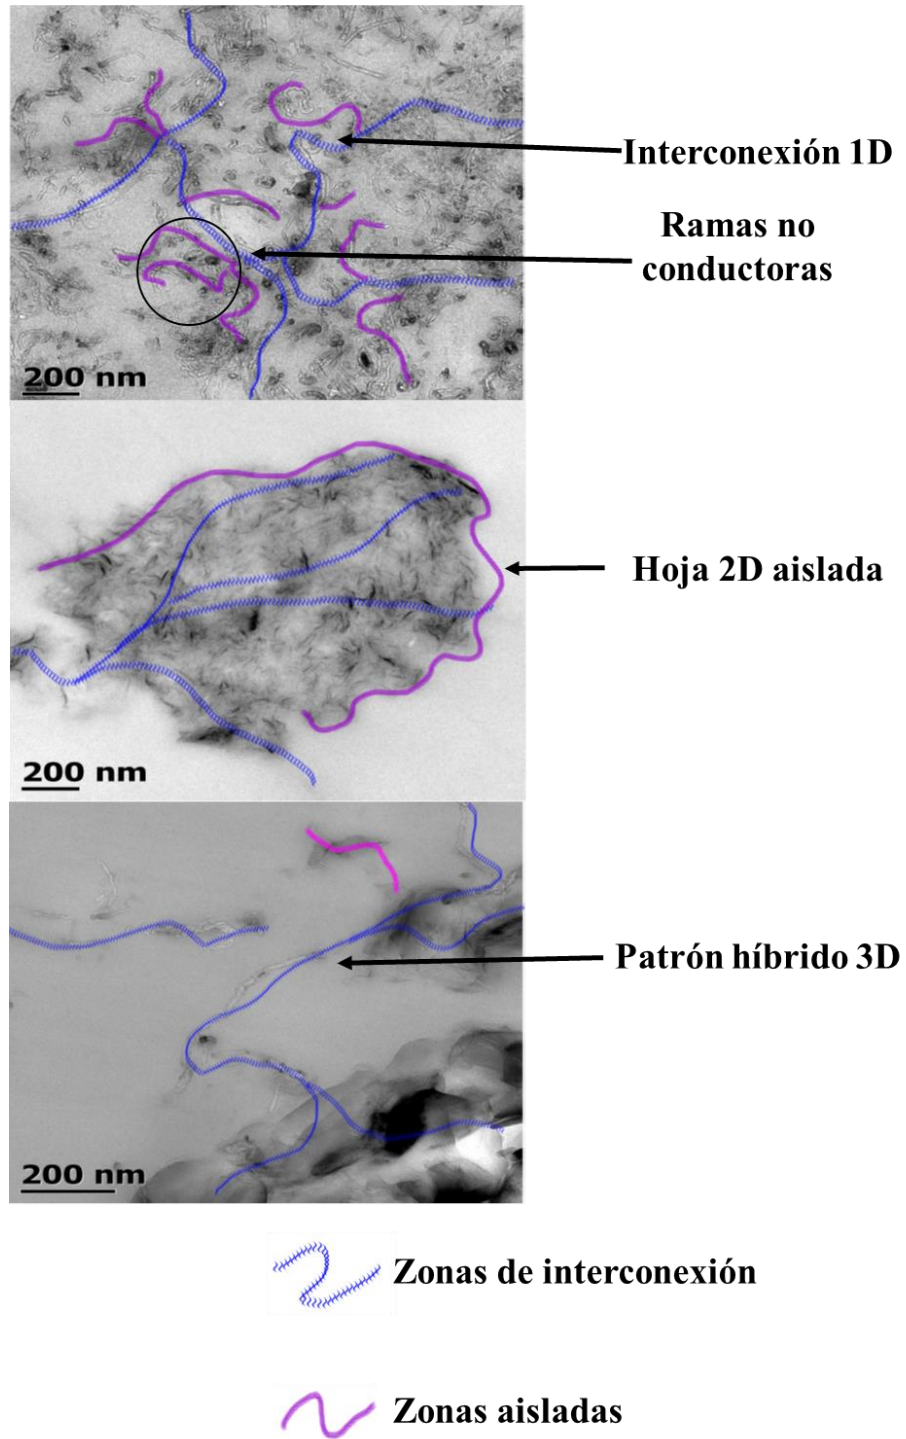 Interconexión 1D
Ramas no
conductoras
200 nm
Hoja 2D aislada
200 nm
Patrón híbrido 3D
200 nm
Zonas de interconexión
Zonas aisladas